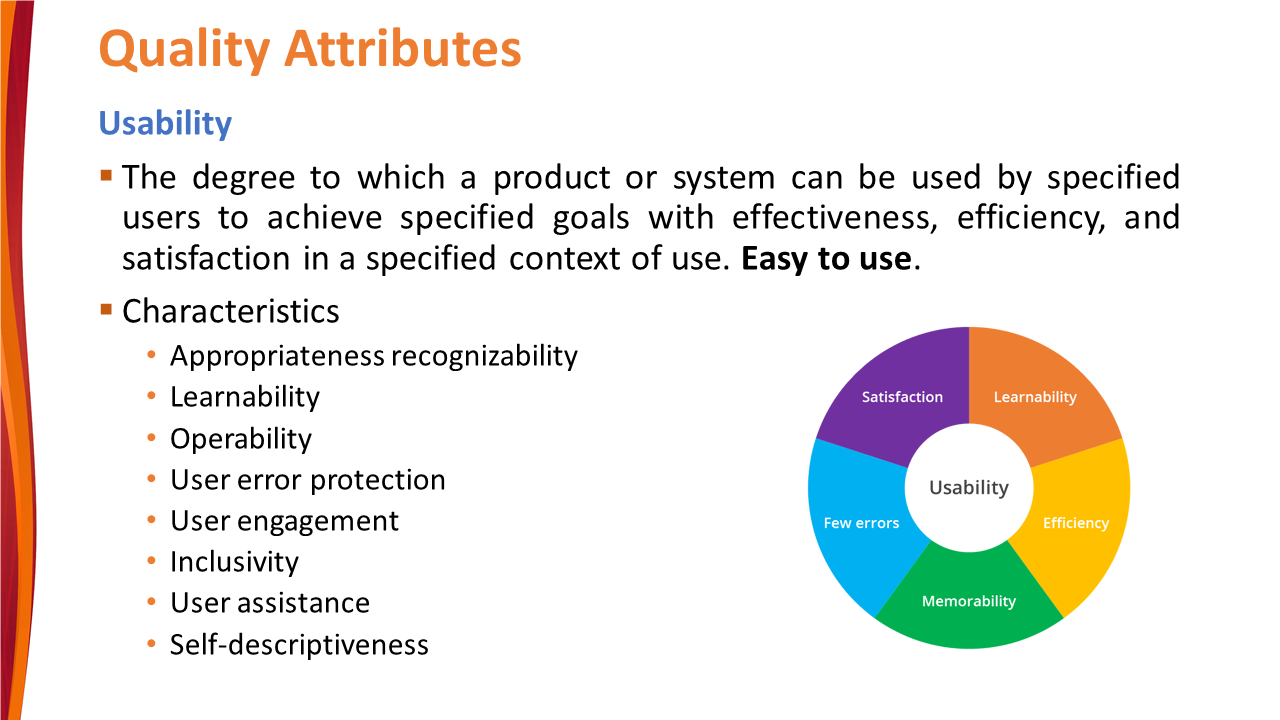 Quality Attributes
Usability
▪ The degree to which a product or system can be used by specified
users to achieve specified goals with effectiveness, efficiency, and
satisfaction in a specified context of use. Easy to use.
▪ Characteristics
• Appropriateness recognizability
• Learnability
• Operability
• User error protection
• User engagement
• Inclusivity
• User assistance
• Self-descriptiveness
Satisfaction
Learnability
Usability
Few errors
Efficiency
Memorability